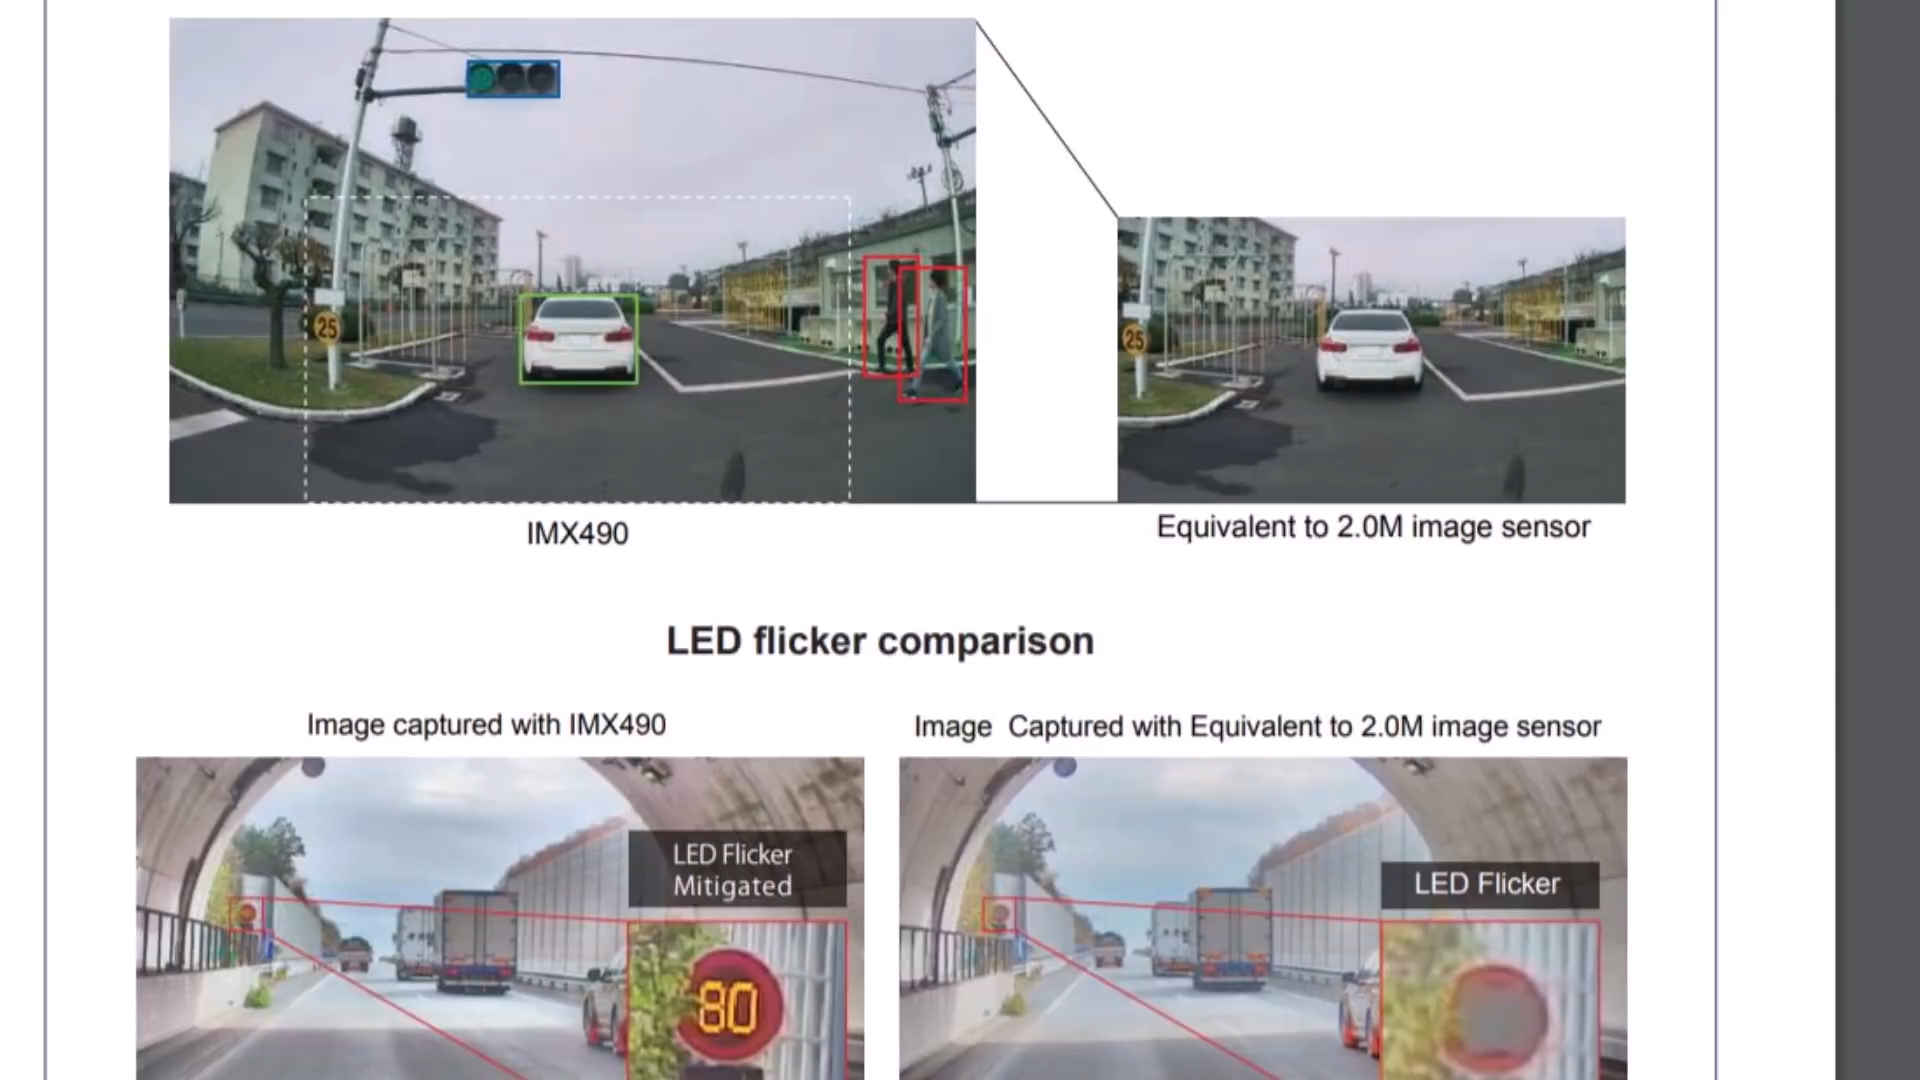 25
25
IMX490
Equivalent to 2.0M image sensor
LED flicker comparison
Image captured with IMX490
Image  Captured with Equivalent to 2.0M image sensor
LED Flicker
Mitigated
LED Flicker
80